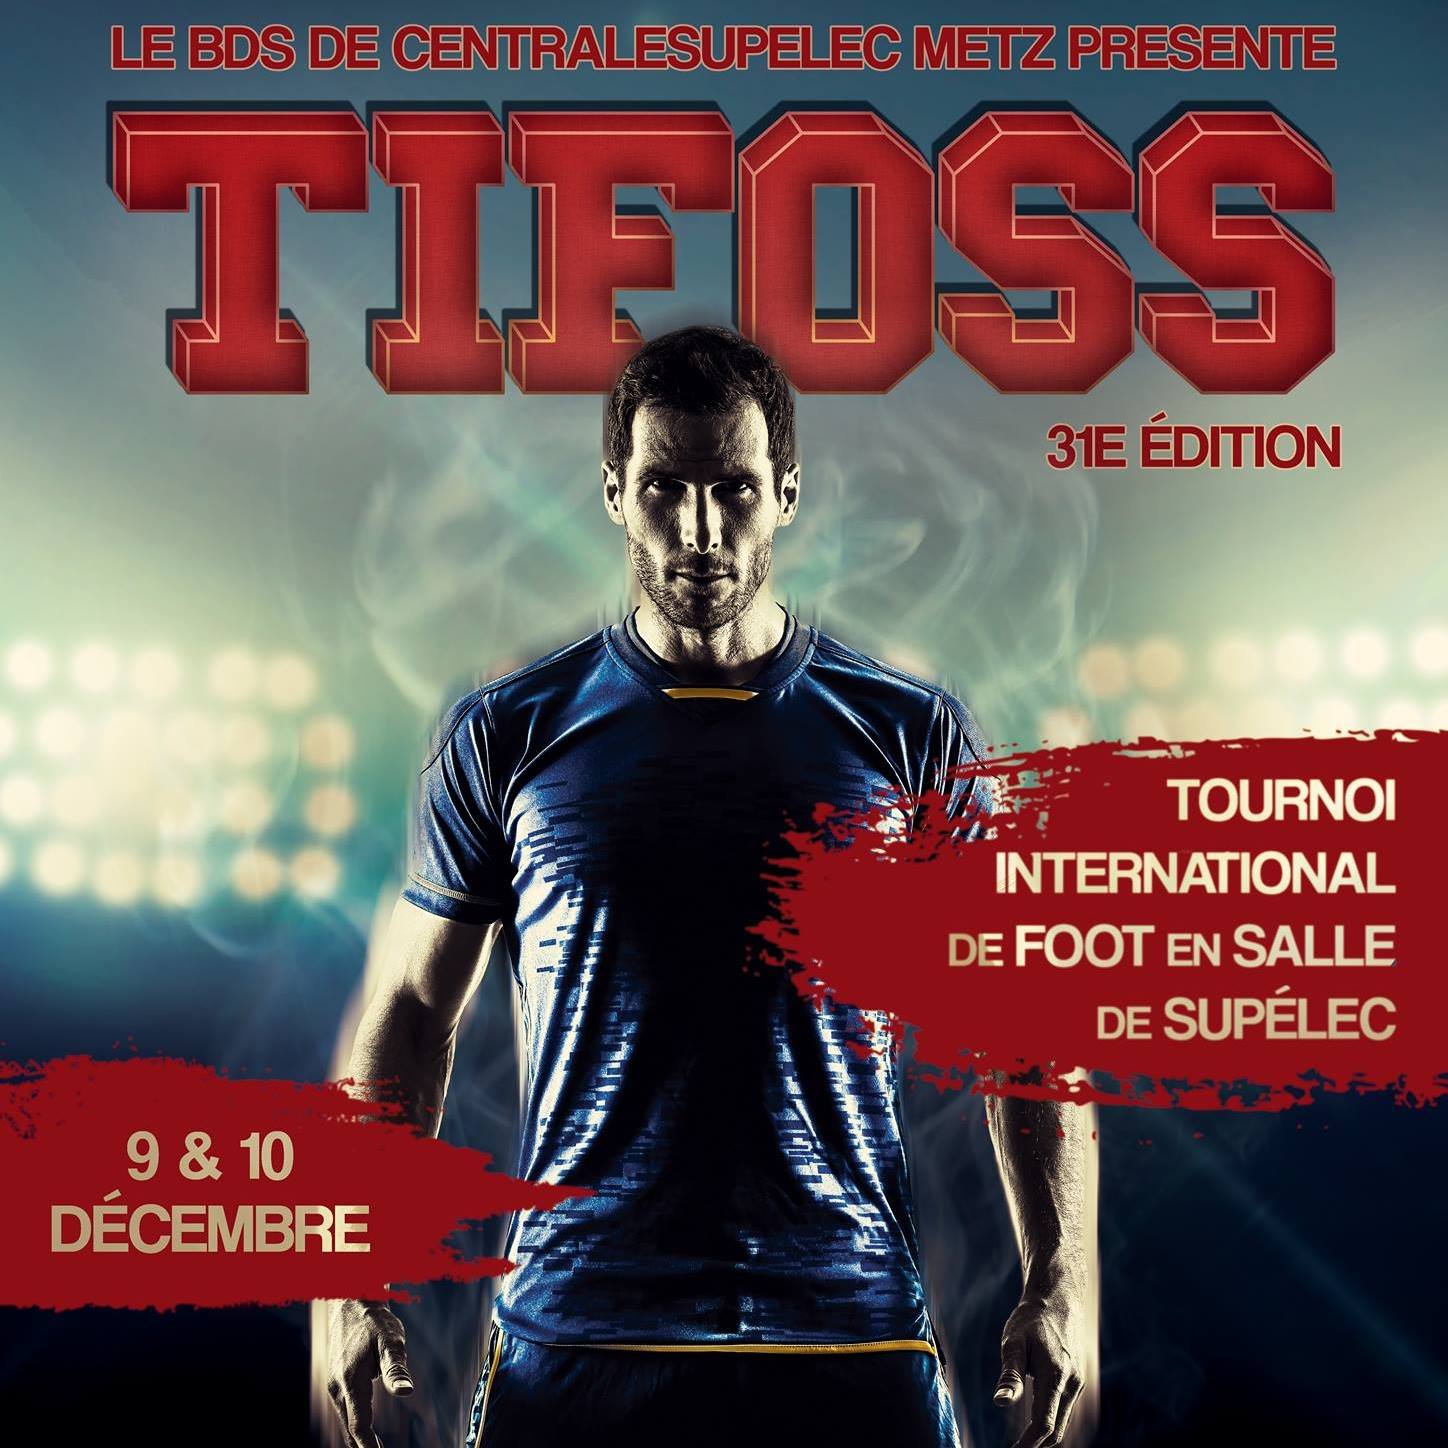 LE BDS DE CENTRALESUPELEC METZ PRESENTE
TIFOSS
31E ÉDITION
TOURNOI
INTERNATIONAL
DE FOOT EN SALLE
DE SUPÉLEC
9 & 10
DÉCEMBRE